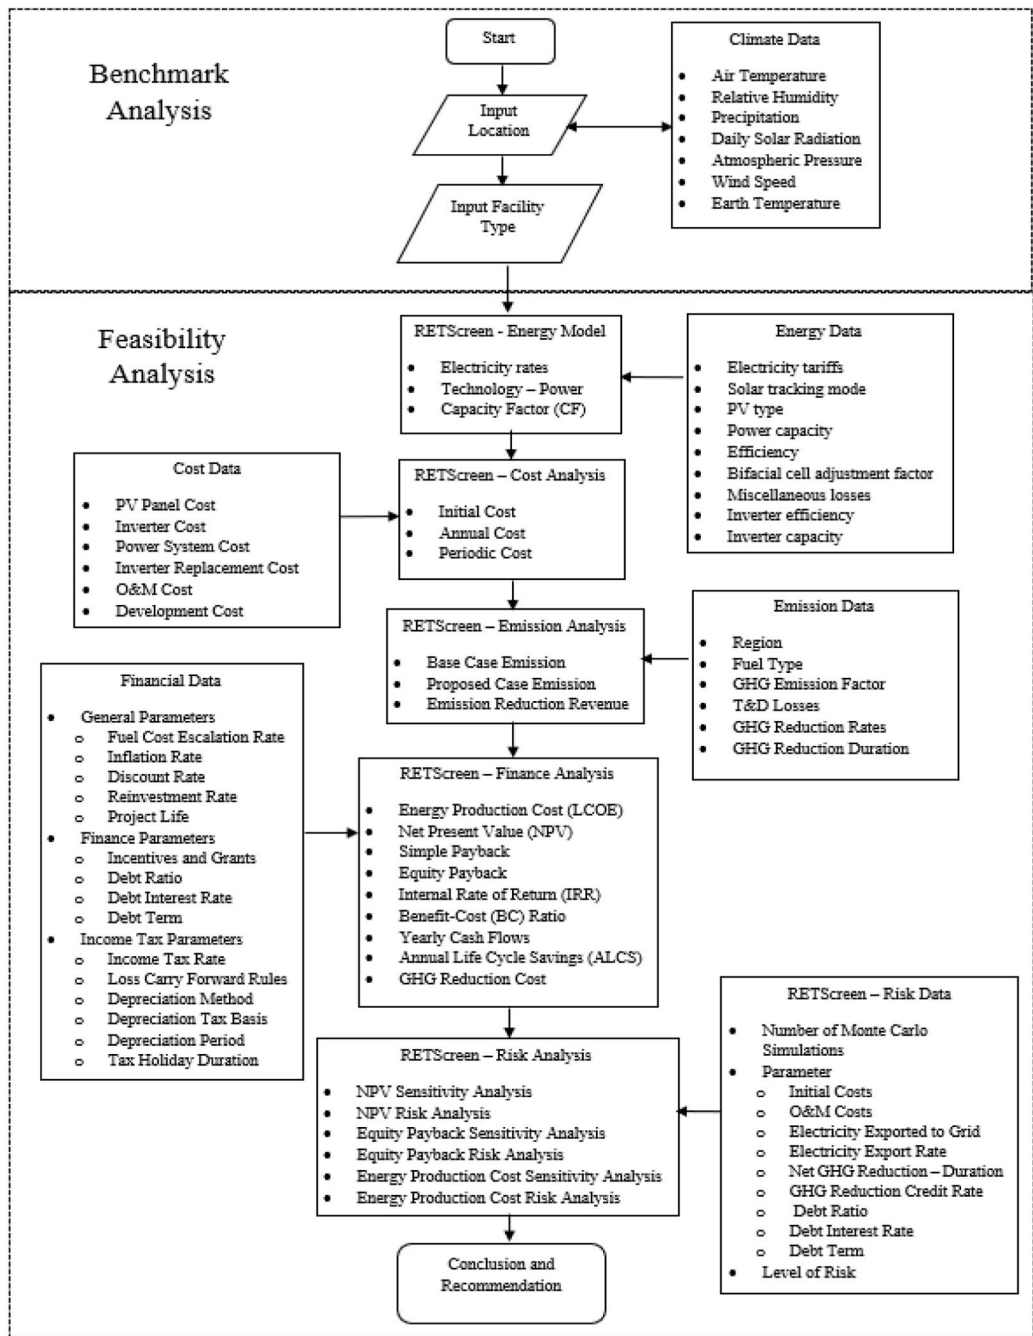 Benchmark
Analysis
Start
Input
Location
Input Facility
Type
Climate Data
• Air Temperature
• Relative Humidity
• Precipitation
• Daily Solar Radiation
• Atmospheric Pressure
• Wind Speed
• Earth Temperature
Feasibility
Analysis
RETScreen - Energy Model
• Electricity rates
• Technology – Power
• Capacity Factor (CF)
Energy Data
• Electricity tariffs
• Solar tracking mode
• PV type
• Power capacity
• Efficiency
• Bifacial cell adjustment factor
• Miscellaneous losses
• Inverter efficiency
• Inverter capacity
Cost Data
• PV Panel Cost
• Inverter Cost
• Power System Cost
• Inverter Replacement Cost
• O&M Cost
• Development Cost
RETScreen – Cost Analysis
• Initial Cost
• Annual Cost
• Periodic Cost
RETScreen – Emission Analysis
• Base Case Emission
• Proposed Case Emission
• Emission Reduction Revenue
Emission Data
• Region
• Fuel Type
• GHG Emission Factor
• T&D Losses
• GHG Reduction Rates
• GHG Reduction Duration
Financial Data
• General Parameters
o Fuel Cost Escalation Rate
o Inflation Rate
o Discount Rate
o Reinvestment Rate
o Project Life
• Finance Parameters
o Incentives and Grants
o Debt Ratio
o Debt Interest Rate
o Debt Term
• Income Tax Parameters
o Income Tax Rate
o Loss Carry Forward Rules
o Depreciation Method
o Depreciation Tax Basis
o Depreciation Period
o Tax Holiday Duration
RETScreen – Finance Analysis
• Energy Production Cost (LCOE)
• Net Present Value (NPV)
• Simple Payback
• Equity Payback
• Internal Rate of Return (IRR)
• Benefit-Cost (BC) Ratio
• Yearly Cash Flows
• Annual Life Cycle Savings (ALCS)
• GHG Reduction Cost
RETScreen – Risk Analysis
• NPV Sensitivity Analysis
• NPV Risk Analysis
• Equity Payback Sensitivity Analysis
• Equity Payback Risk Analysis
• Energy Production Cost Sensitivity Analysis
• Energy Production Cost Risk Analysis
RETScreen – Risk Data
• Number of Monte Carlo
Simulations
• Parameter
o Initial Costs
o O&M Costs
o Electricity Exported to Grid
o Electricity Export Rate
o Net GHG Reduction – Duration
o GHG Reduction Credit Rate
o Debt Ratio
o Debt Interest Rate
o Debt Term
• Level of Risk
Conclusion and
Recommendation